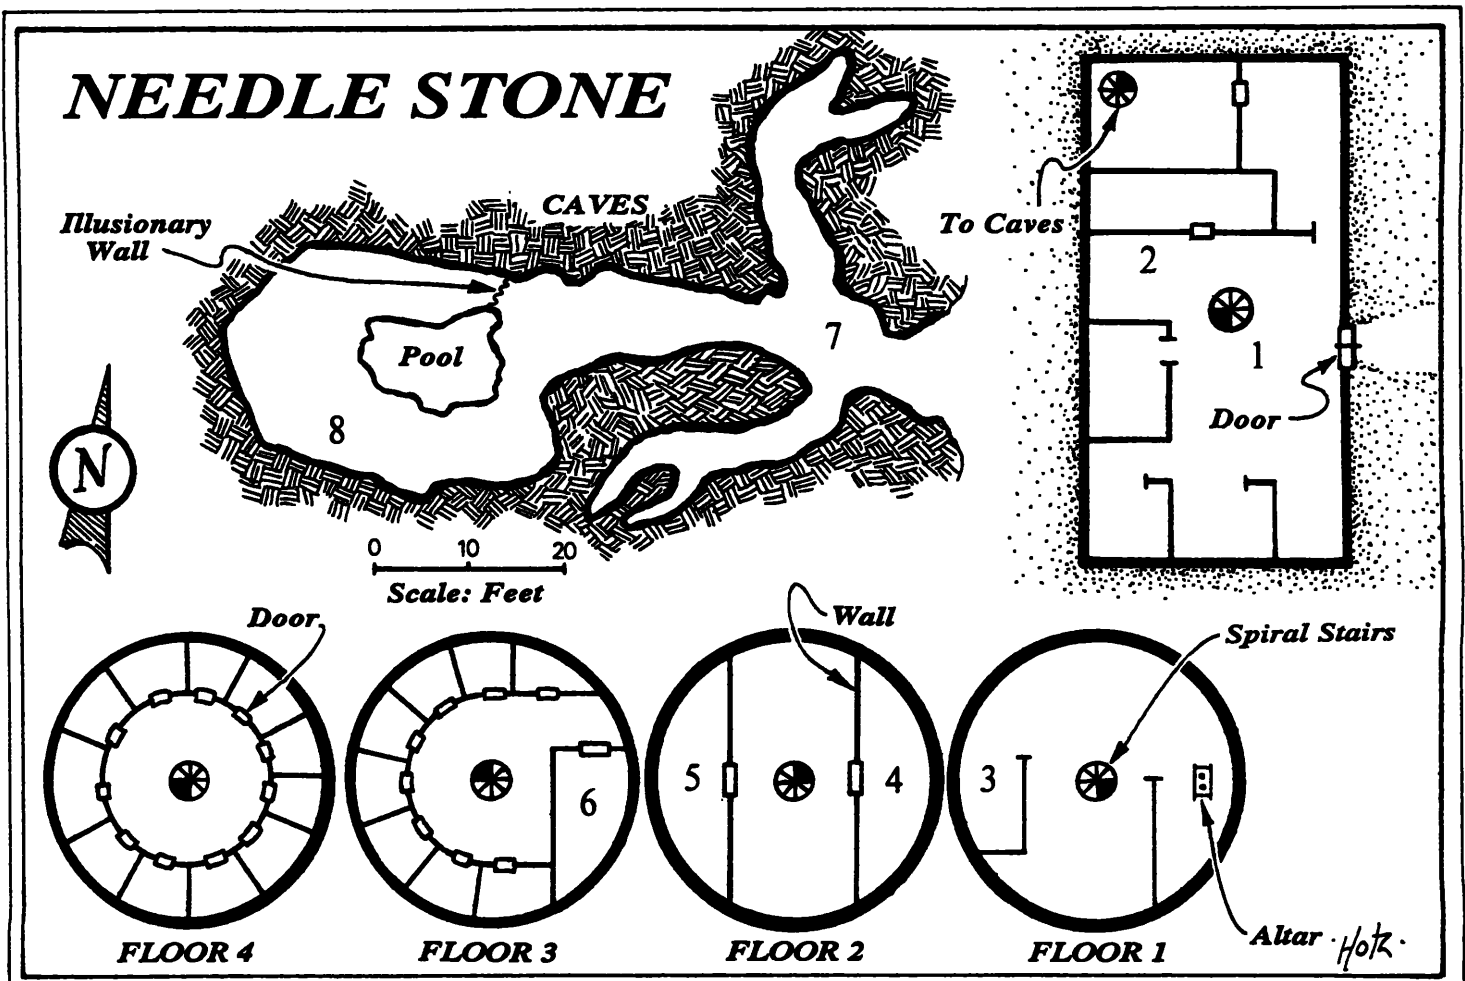 NEEDLE STONE
CAVES
Illusionary
Wall
To Caves
2
7
1
Pool
Door
8
N
0 10 20
Scale: Feet
Door
Wall
Spiral Stairs
5
4
3
6
Altar
FLOOR 4
FLOOR 3
FLOOR 2
FLOOR 1
Hotz